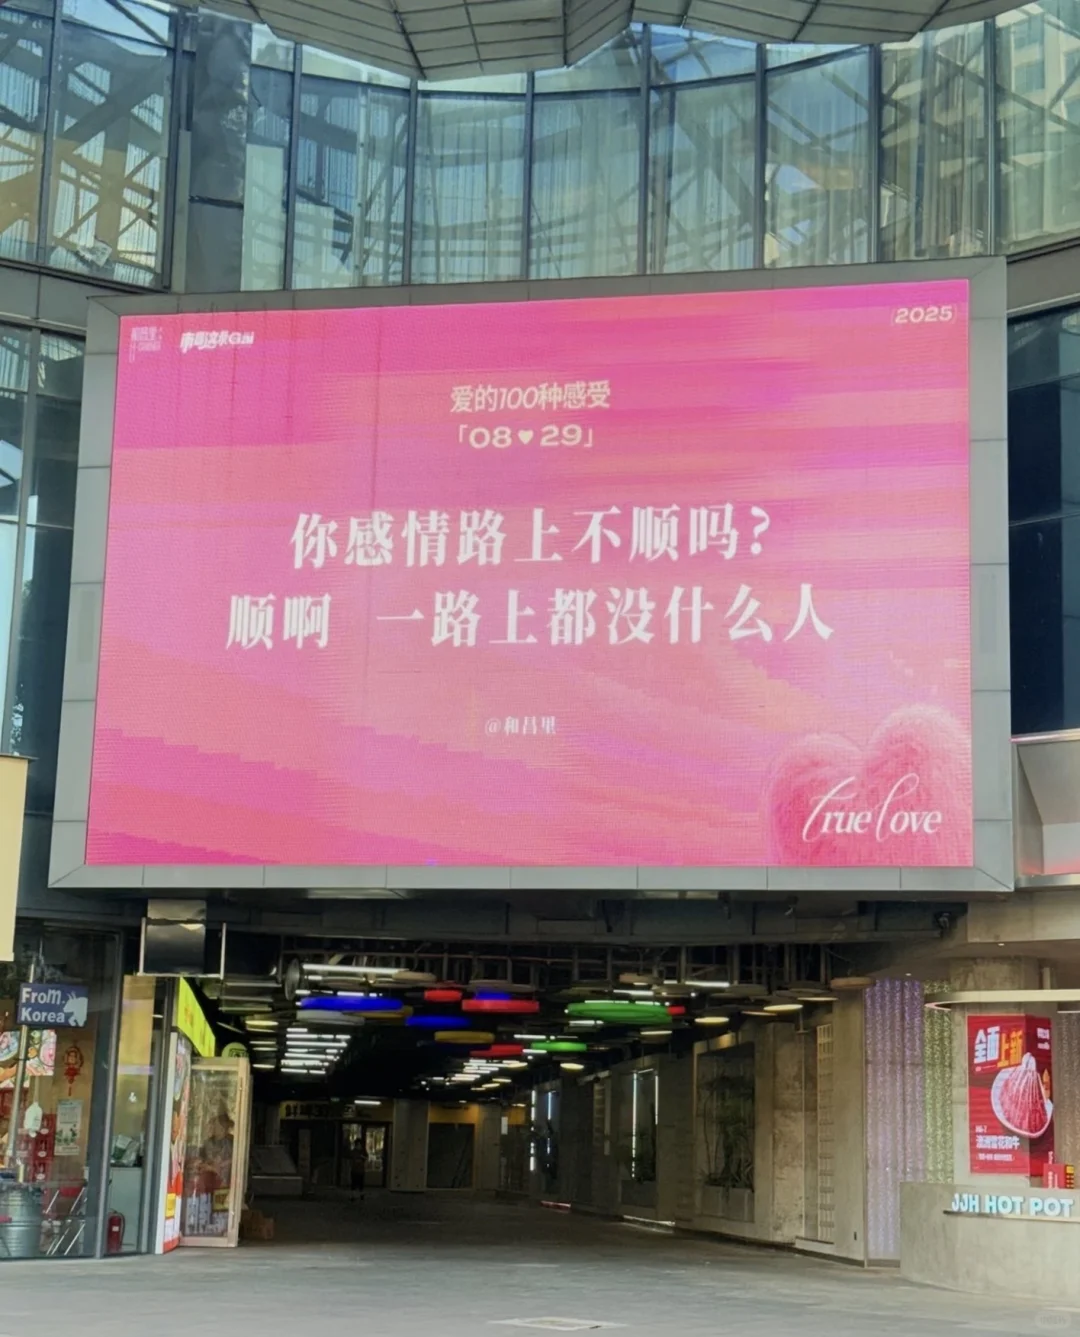 (2025)
爱的100种感受
「08♥29」
你感情路上不顺吗?
顺啊 一路上都没什么人
@和昌里
True Love
From.
Korea
全面上新
JJH HOT POT